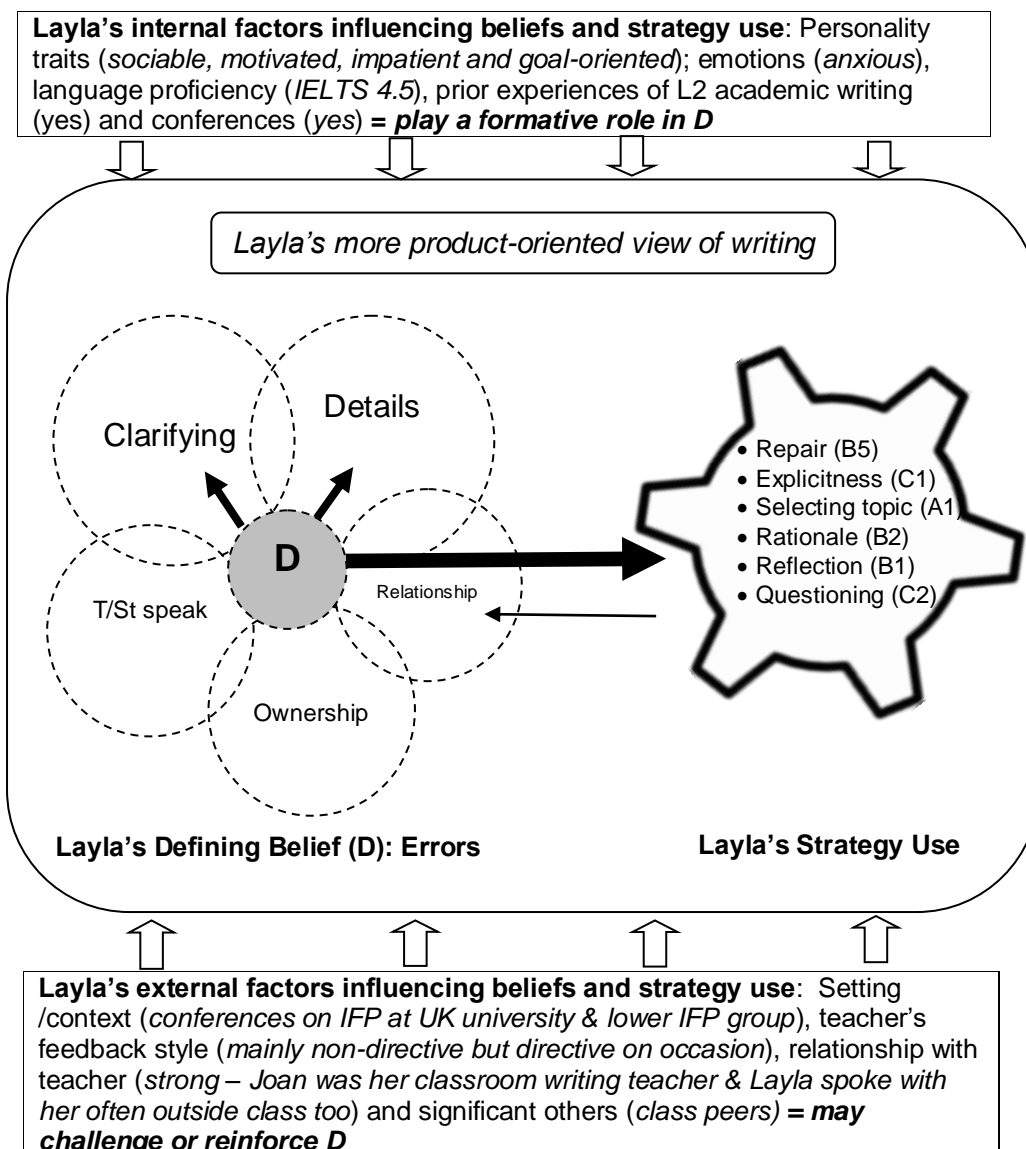 Layla’s internal factors influencing beliefs and strategy use: Personality
traits (sociable, motivated, impatient and goal-oriented); emotions (anxious),
language proficiency (IELTS 4.5), prior experiences of L2 academic writing
(yes) and conferences (yes) = play a formative role in D
Layla’s more product-oriented view of writing
Clarifying
Details
D
T/St speak
Relationship
Ownership
• Repair (B5)
• Explicitness (C1)
• Selecting topic (A1)
• Rationale (B2)
• Reflection (B1)
• Questioning (C2)
Layla’s Defining Belief (D): Errors
Layla’s Strategy Use
Layla’s external factors influencing beliefs and strategy use: Setting
/context (conferences on IFP at UK university & lower IFP group), teacher’s
feedback style (mainly non-directive but directive on occasion), relationship with
teacher (strong – Joan was her classroom writing teacher & Layla spoke with
her often outside class too) and significant others (class peers) = may
challenge or reinforce D